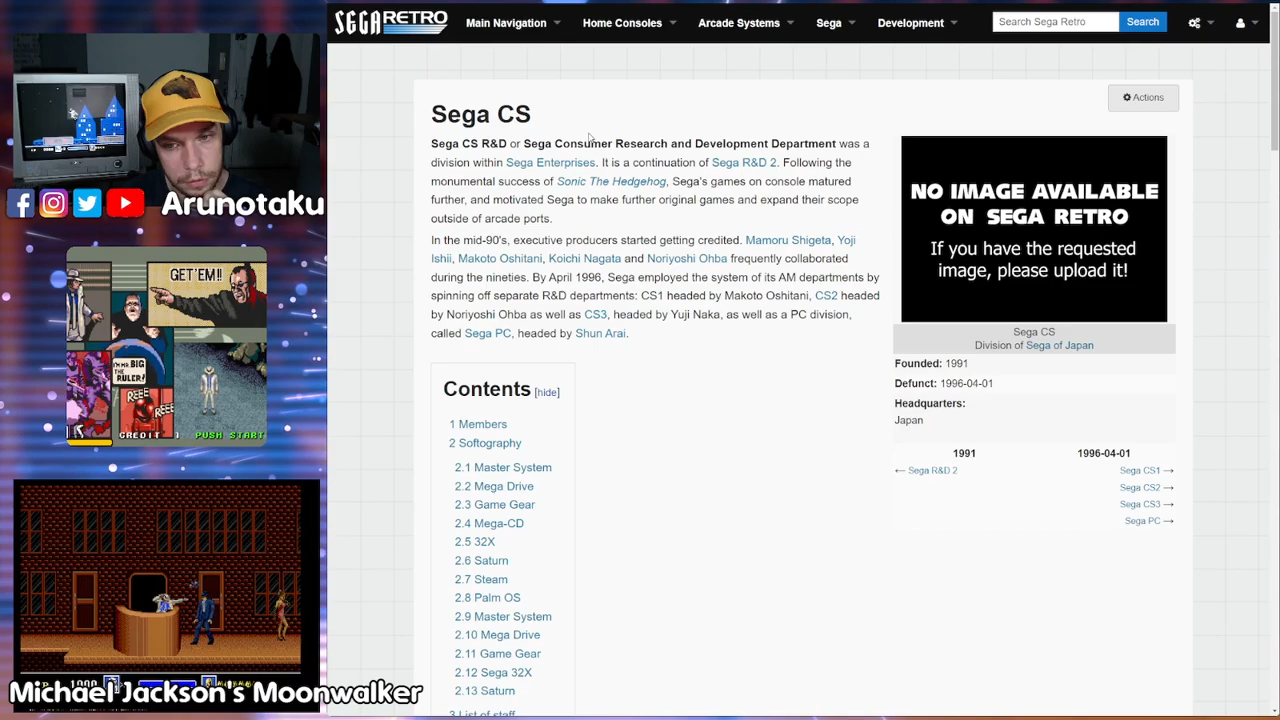 SEGA RETRO
Main Navigation
Home Consoles
Arcade Systems
Sega
Development
Search Sega Retro
Search
Actions
Sega CS
Sega CS R&D or Sega Consumer Research and Development Department was a
division within Sega Enterprises. It is a continuation of Sega R&D 2. Following the
monumental success of Sonic The Hedgehog, Sega's games on console matured
further, and motivated Sega to make further original games and expand their scope
outside of arcade ports.
In the mid-90's, executive producers started getting credited. Mamoru Shigeta, Yoji
Ishii, Makoto Oshitani, Koichi Nagata and Noriyoshi Ohba frequently collaborated
during the nineties. By April 1996, Sega employed the system of its AM departments by
spinning off separate R&D departments: CS1 headed by Makoto Oshitani, CS2 headed
by Noriyoshi Ohba as well as CS3, headed by Yuji Naka, as well as a PC division,
called Sega PC, headed by Shun Arai.
Contents [hide]
1 Members
2 Softography
2.1 Master System
2.2 Mega Drive
2.3 Game Gear
2.4 Mega-CD
2.5 32X
2.6 Saturn
2.7 Steam
2.8 Palm OS
2.9 Master System
2.10 Mega Drive
2.11 Game Gear
2.12 Sega 32X
2.13 Saturn
3 List of staff
NO IMAGE AVAILABLE
ON SEGA RETRO
If you have the requested
image, please upload it!
Sega CS
Division of Sega of Japan
Founded: 1991
Defunct: 1996-04-01
Headquarters:
Japan
1991
1996-04-01
← Sega R&D 2
Sega CS1 →
Sega CS2 →
Sega CS3 →
Sega PC →
Arunotaku
GET 'EM!!
I'M MR.BIG
THE RULER!
REEE
REEE
CREDIT
PUSH START
Michael Jackson's Moonwalker